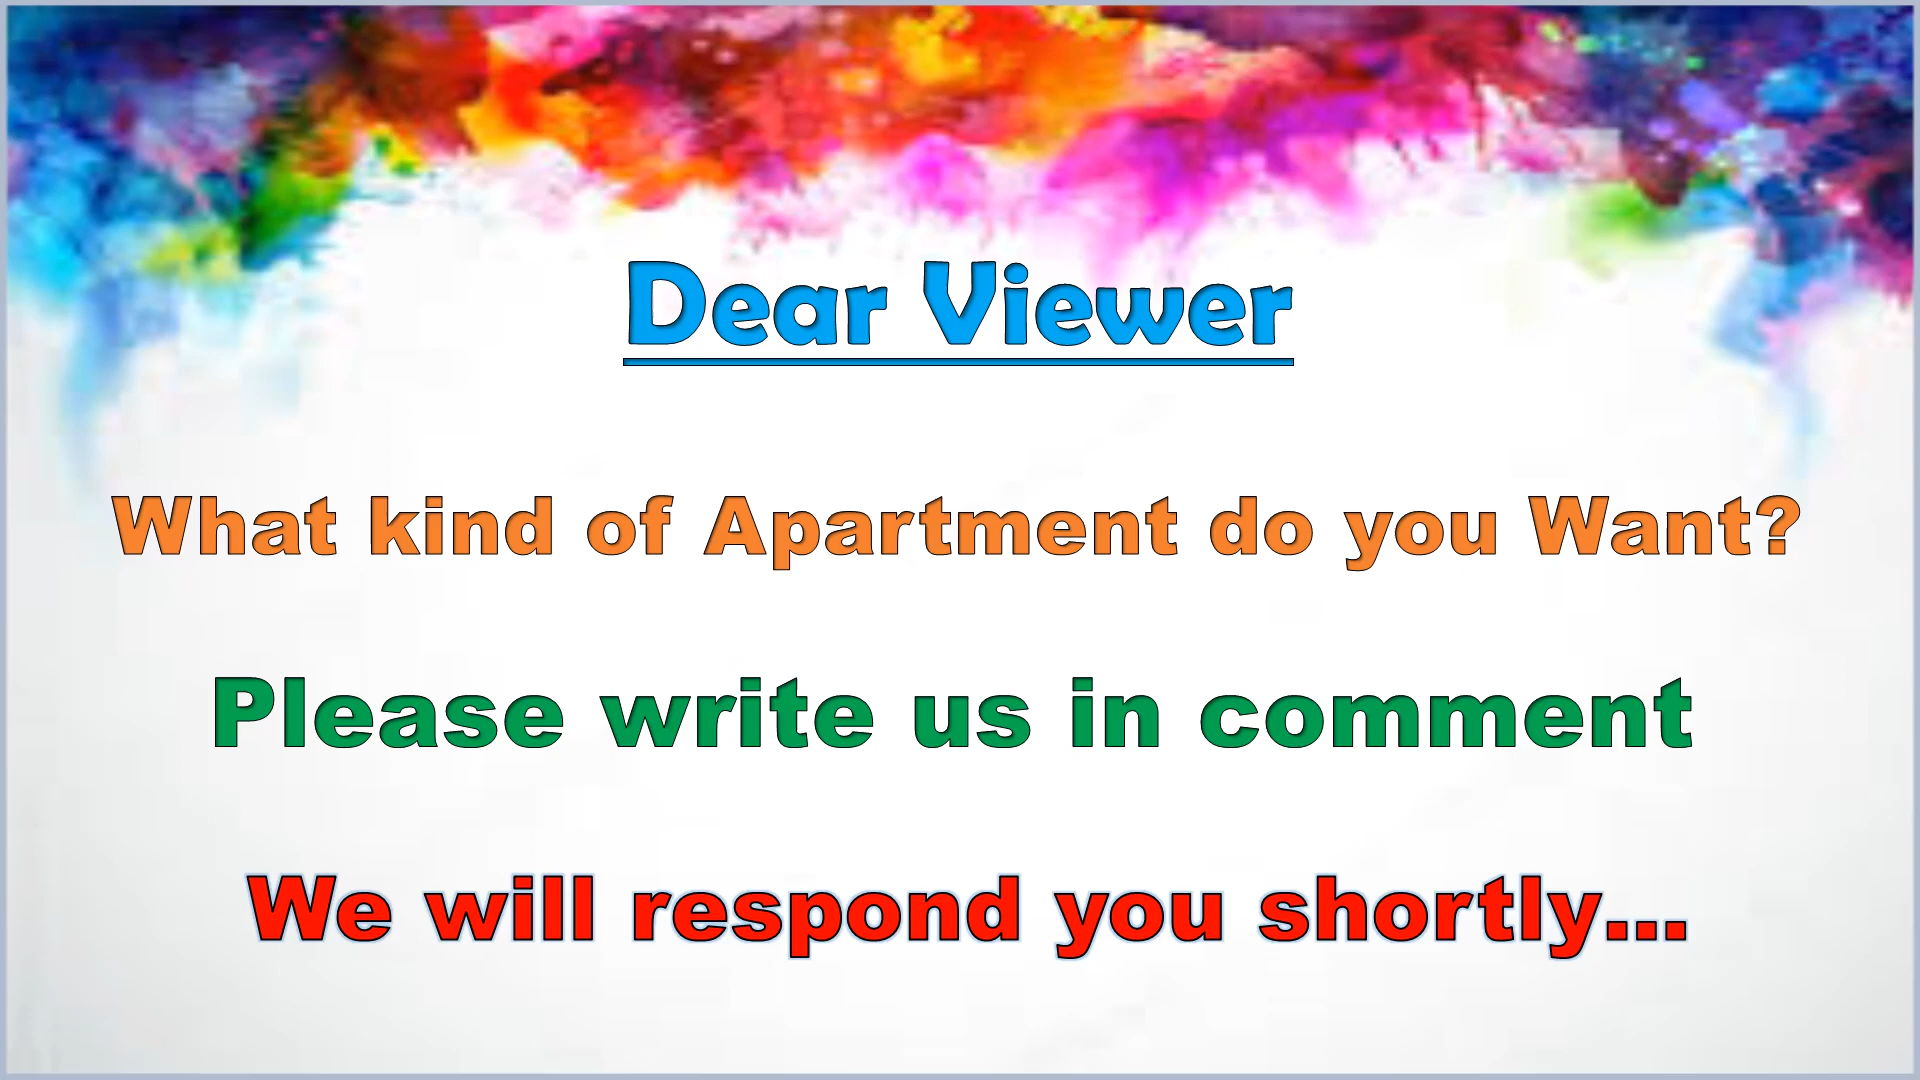 Dear Viewer
What kind of Apartment do you Want?
Please write us in comment
We will respond you shortly...